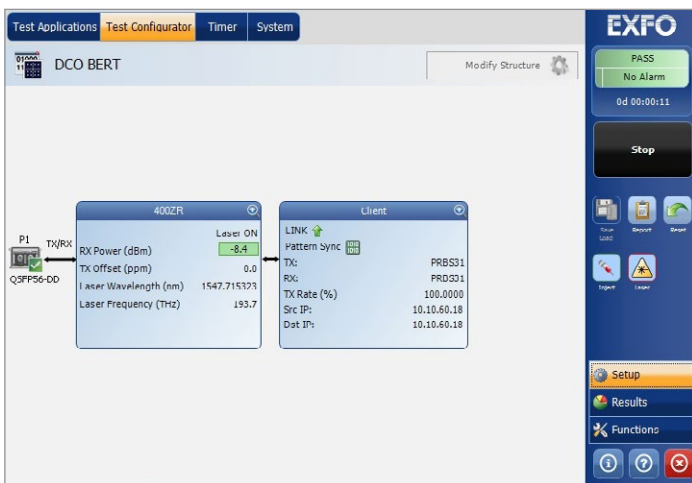 Test Applications Test Configurator Timer System
EXFO
DCO BERT
Modify Structure
PASS
No Alarm
0d 00:00:11
Stop
Save
Load
Report
Reset
Inject
Laser
P1
TX/RX
QSFP56-DD
400ZR
Laser ON
RX Power (dBm) -8.4
TX Offset (ppm) 0.0
Laser Wavelength (nm) 1547.715323
Laser Frequency (THz) 193.7
Client
LINK
Pattern Sync
TX: PRBS31
RX: PRBS31
TX Rate (%) 100.0000
Src IP: 10.10.60.18
Dst IP: 10.10.60.18
Setup
Results
Functions